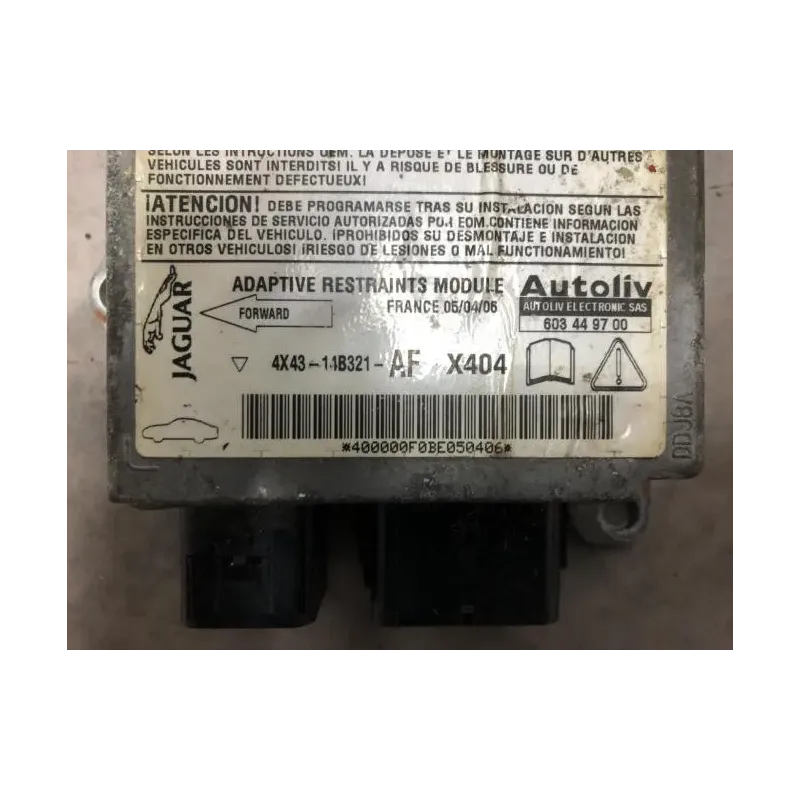 SELON LES INTRUCTIONS OEM. LA DEPOSE ET LE MONTAGE SUR D'AUTRES
VEHICULES SONT INTERDITS! IL Y A RISQUE DE BLESSURE OU DE
FONCTIONNEMENT DEFECTUEUX!
¡ATENCION! DEBE PROGRAMARSE TRAS SU INSTALACION SEGUN LAS
INSTRUCCIONES DE SERVICIO AUTORIZADAS POR EOM.CONTIENE INFORMACION
ESPECIFICA DEL VEHICULO. ¡PROHIBIDOS SU DESMONTAJE E INSTALACION
EN OTROS VEHICULOS! ¡RIESGO DE LESIONES O MAL FUNCIONAMIENTO!
JAGUAR
FORWARD
ADAPTIVE RESTRAINTS MODULE
FRANCE 05/04/06
Autoliv
AUTOLIV ELECTRONIC SAS
603 44 97 00
4X43-14B321-AF X404
*400000F0BE050406*
DDJ8A